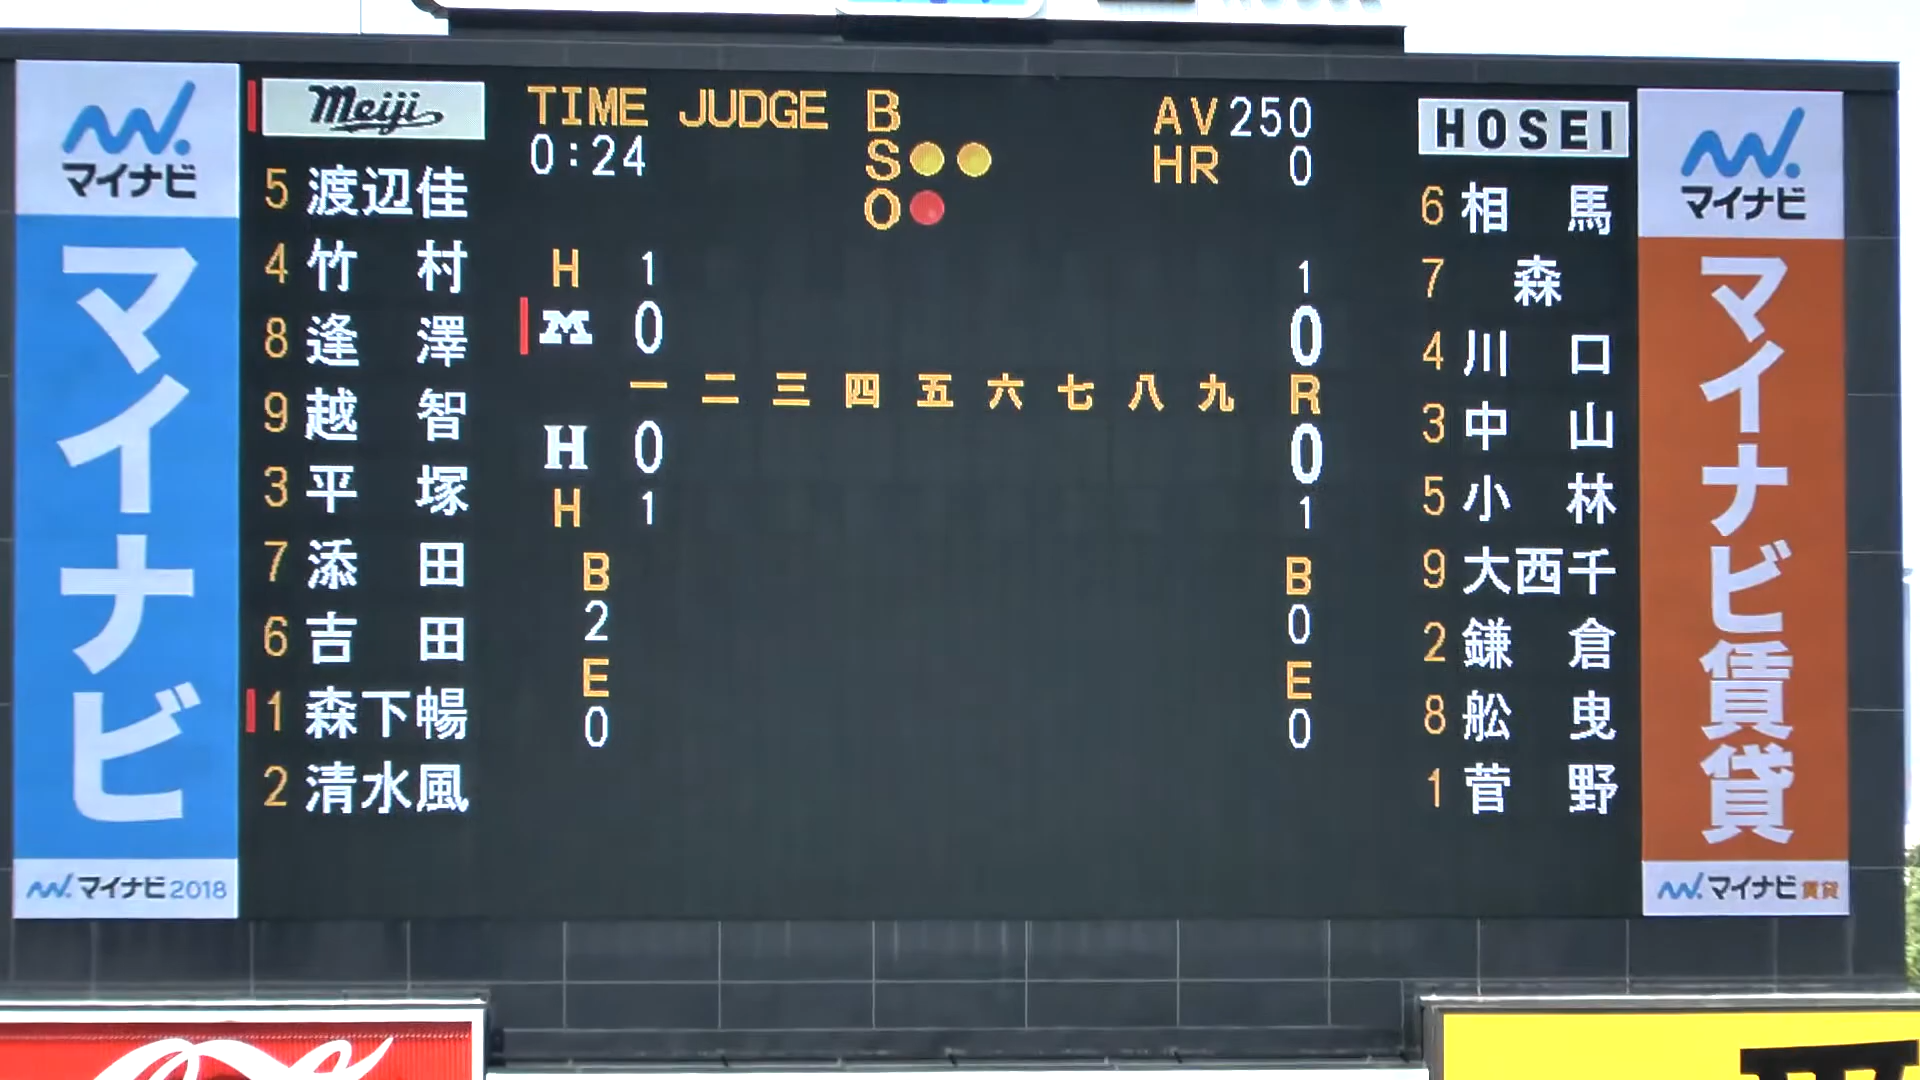 マイナビ
マイナビ
マイナビ2018
Meiji
5 渡辺佳
4 竹村
8 逢澤
9 越智
3 平塚
7 添田
6 吉田
1 森下暢
2 清水風
TIME JUDGE
0:24
B
S
O
AV 250
HR 0
H 1 1
M 0 0
一 二 三 四 五 六 七 八 九 R
H 0 0
H 1 1
B B
2 0
E E
0 0
HOSEI
6 相馬
7 森
4 川口
3 中山
5 小林
9 大西千
2 鎌倉
8 舩曳
1 菅野
マイナビ
マイナビ賃貸
マイナビ賃貸